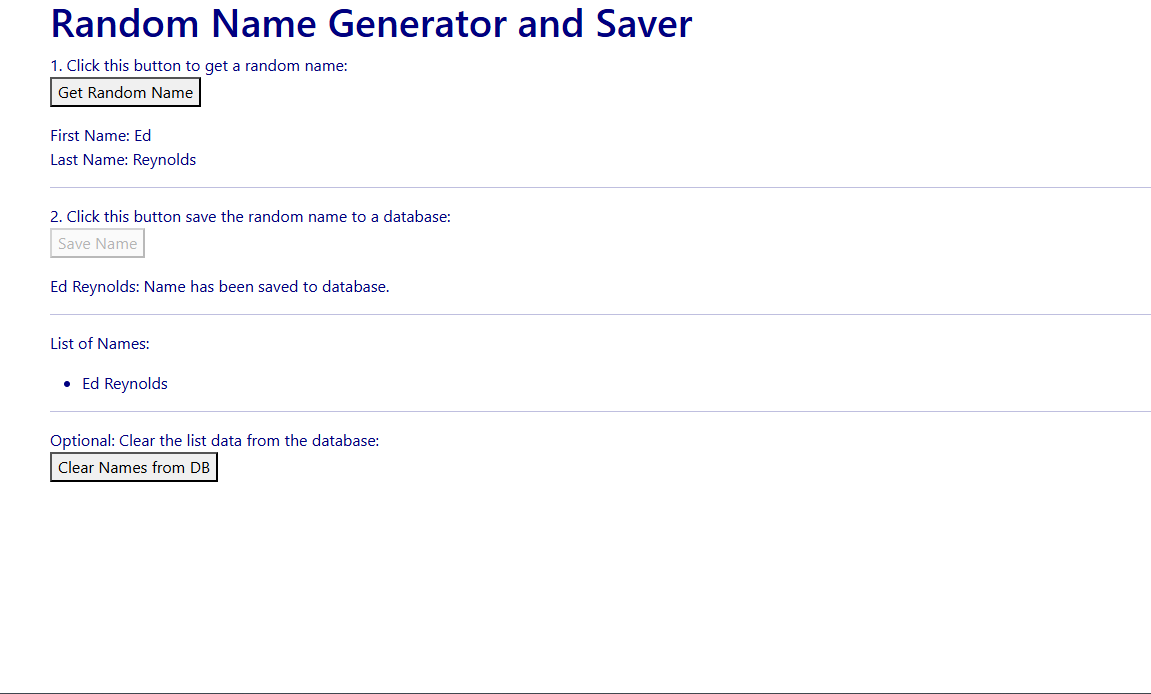 Random Name Generator and Saver
1. Click this button to get a random name:
Get Random Name
First Name: Ed
Last Name: Reynolds
2. Click this button save the random name to a database:
Save Name
Ed Reynolds: Name has been saved to database.
List of Names:
• Ed Reynolds
Optional: Clear the list data from the database:
Clear Names from DB